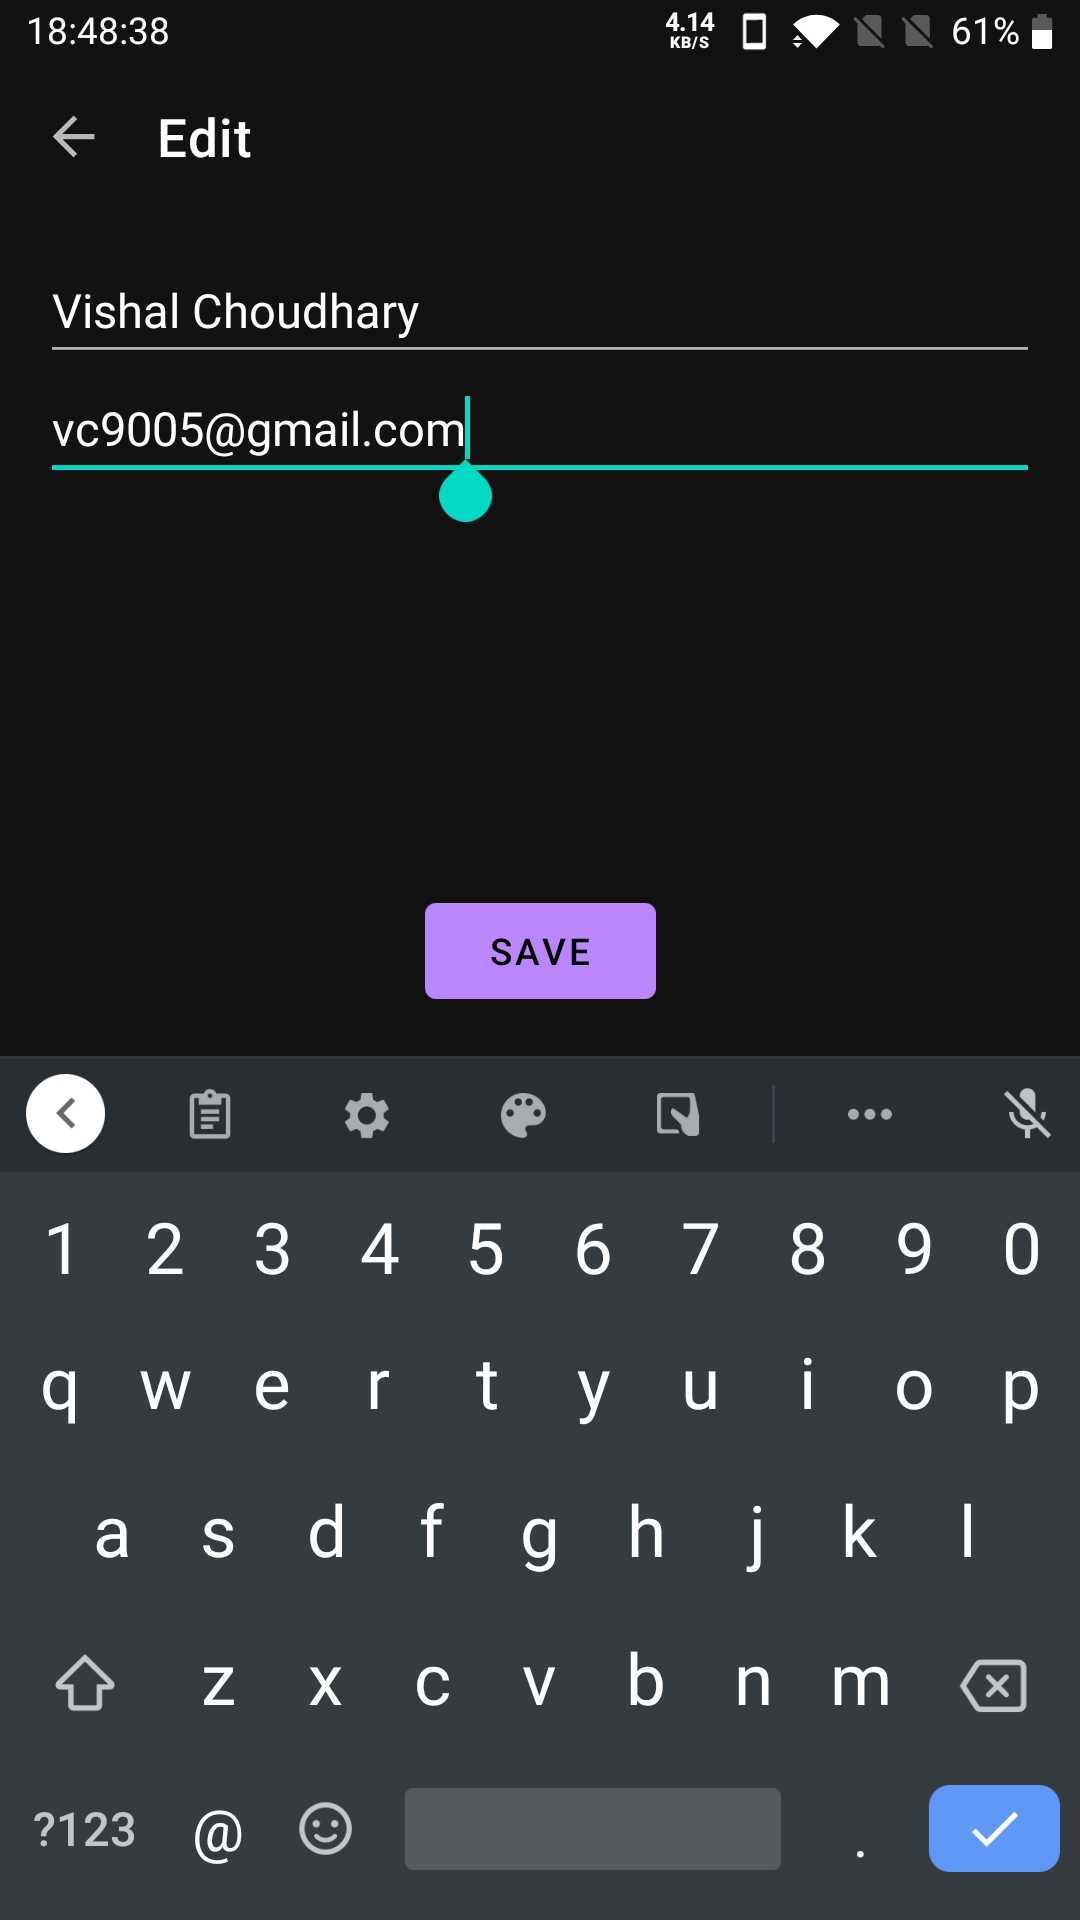 18:48:38 4.14 KB/S 61%
Edit
Vishal Choudhary
vc9005@gmail.com
SAVE
1 2 3 4 5 6 7 8 9 0
q w e r t y u i o p
a s d f g h j k l
z x c v b n m
?123 @ .